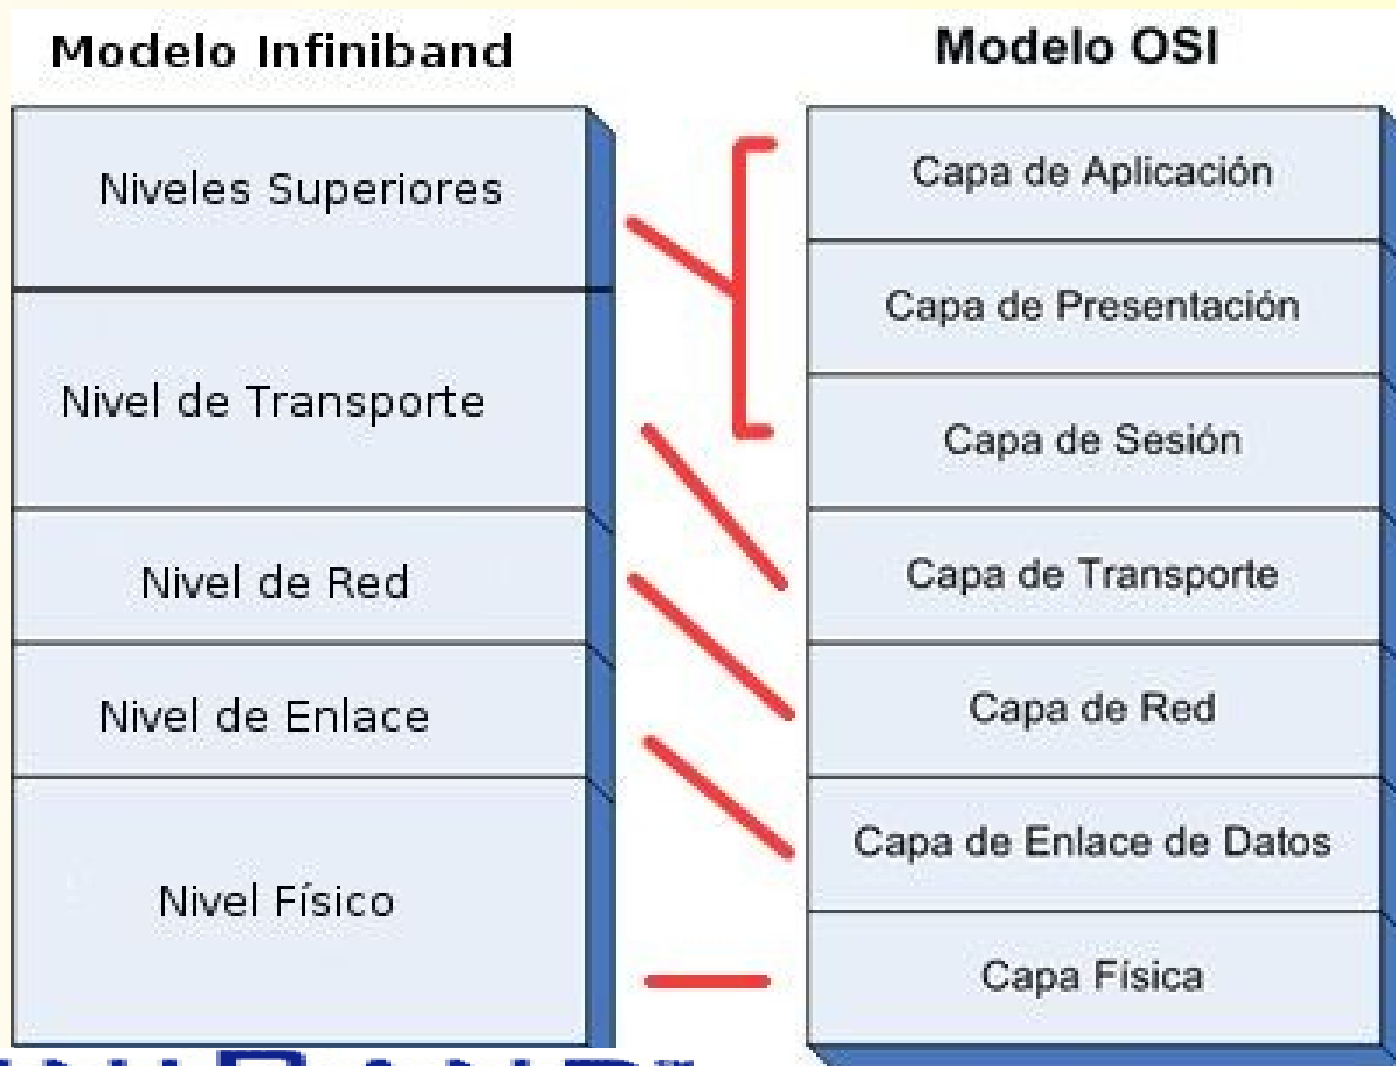 Modelo Infiniband
Niveles Superiores
Nivel de Transporte
Nivel de Red
Nivel de Enlace
Nivel Físico
Modelo OSI
Capa de Aplicación
Capa de Presentación
Capa de Sesión
Capa de Transporte
Capa de Red
Capa de Enlace de Datos
Capa Física